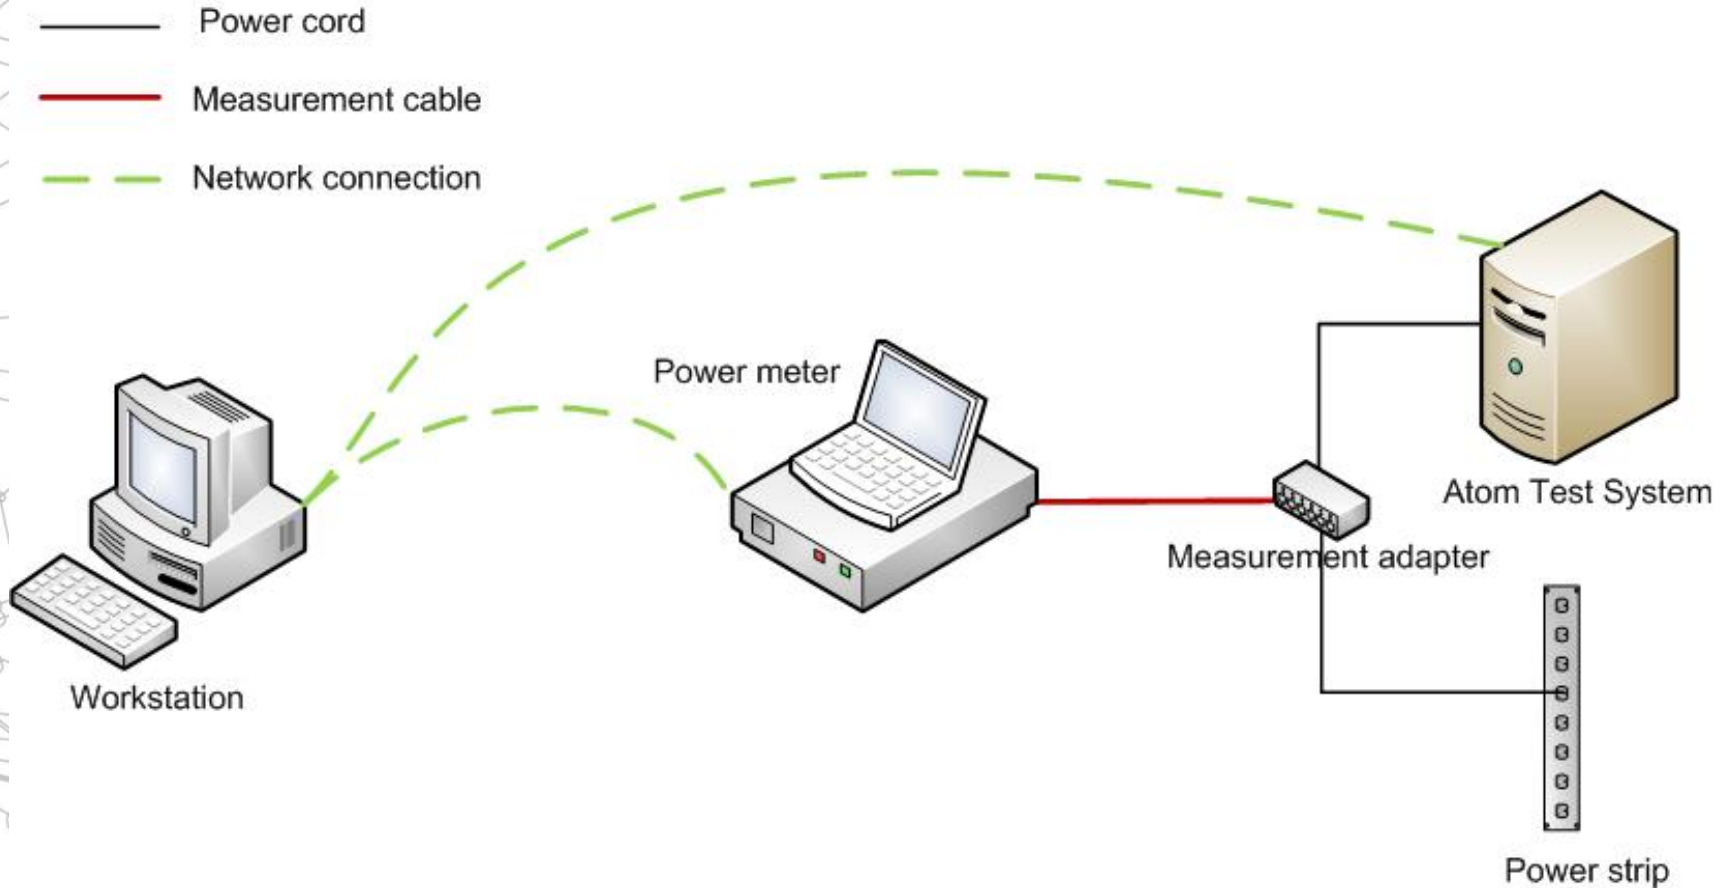 Power cord
Measurement cable
Network connection
Power meter
Atom Test System
Measurement adapter
Workstation
Power strip